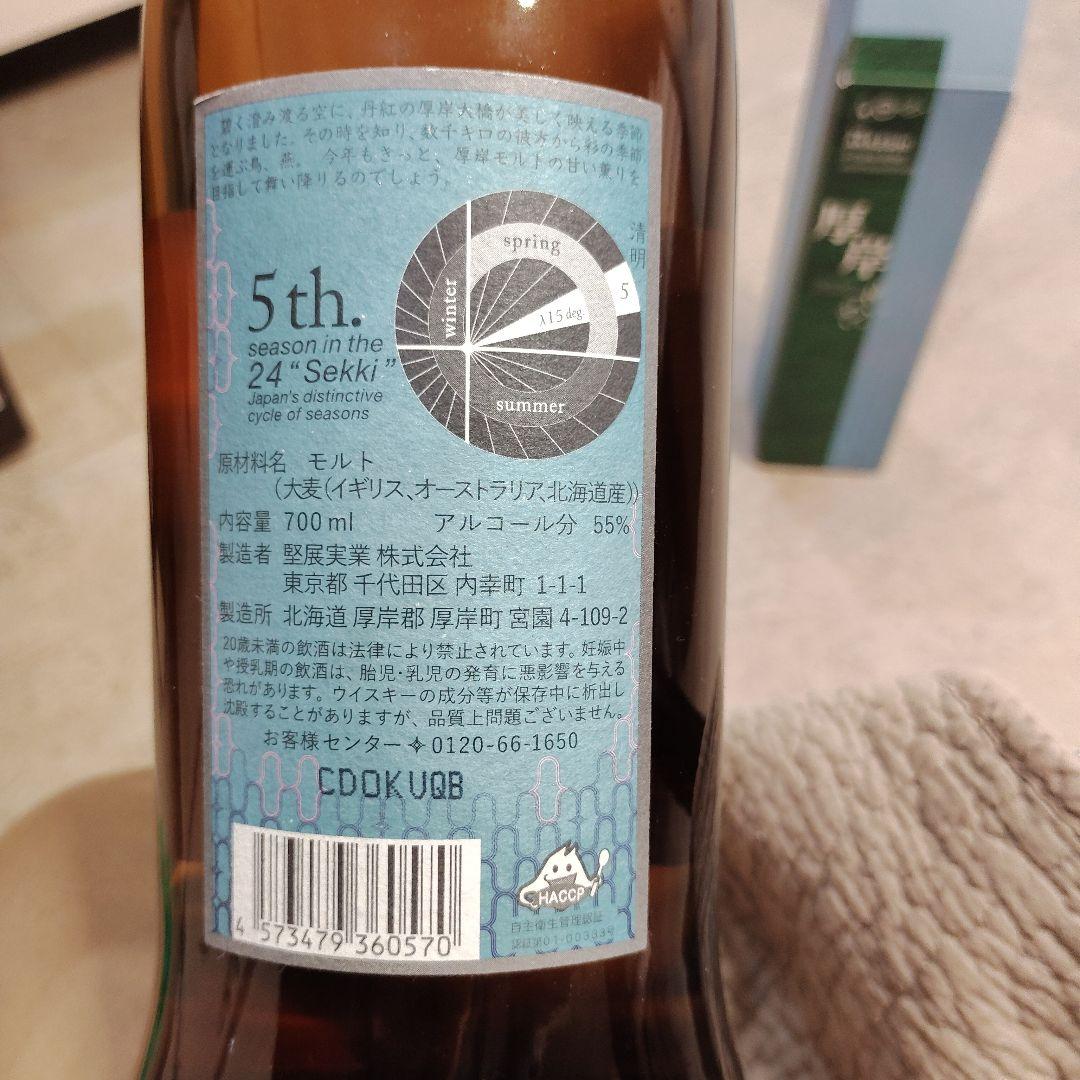 碧く澄み渡る空に、丹紅の厚岸大橋が美しく映える季節
となりました。その時を知り、数千キロの彼方から彩の季節
を運ぶ鳥、燕。今年もきっと、厚岸モルトの甘い薫りを
目指して舞い降りるのでしょう。
清明
spring
winter
5
λ15 deg.
summer
5th.
season in the
24 “Sekki”
Japan's distinctive
cycle of seasons
原材料名 モルト
(大麦(イギリス、オーストラリア、北海道産))
内容量 700ml アルコール分 55%
製造者 堅展実業 株式会社
東京都 千代田区 内幸町 1-1-1
製造所 北海道 厚岸郡 厚岸町 宮園 4-109-2
20歳未満の飲酒は法律により禁止されています。妊娠中
や授乳期の飲酒は、胎児・乳児の発育に悪影響を与える
恐れがあります。ウイスキーの成分等が保存中に析出し
沈殿することがありますが、品質上問題ございません。
お客様センター 0120-66-1650
CDOKUQB
4 573479 360570
HACCP
自主衛生管理認証
認証第01-003339
厚岸